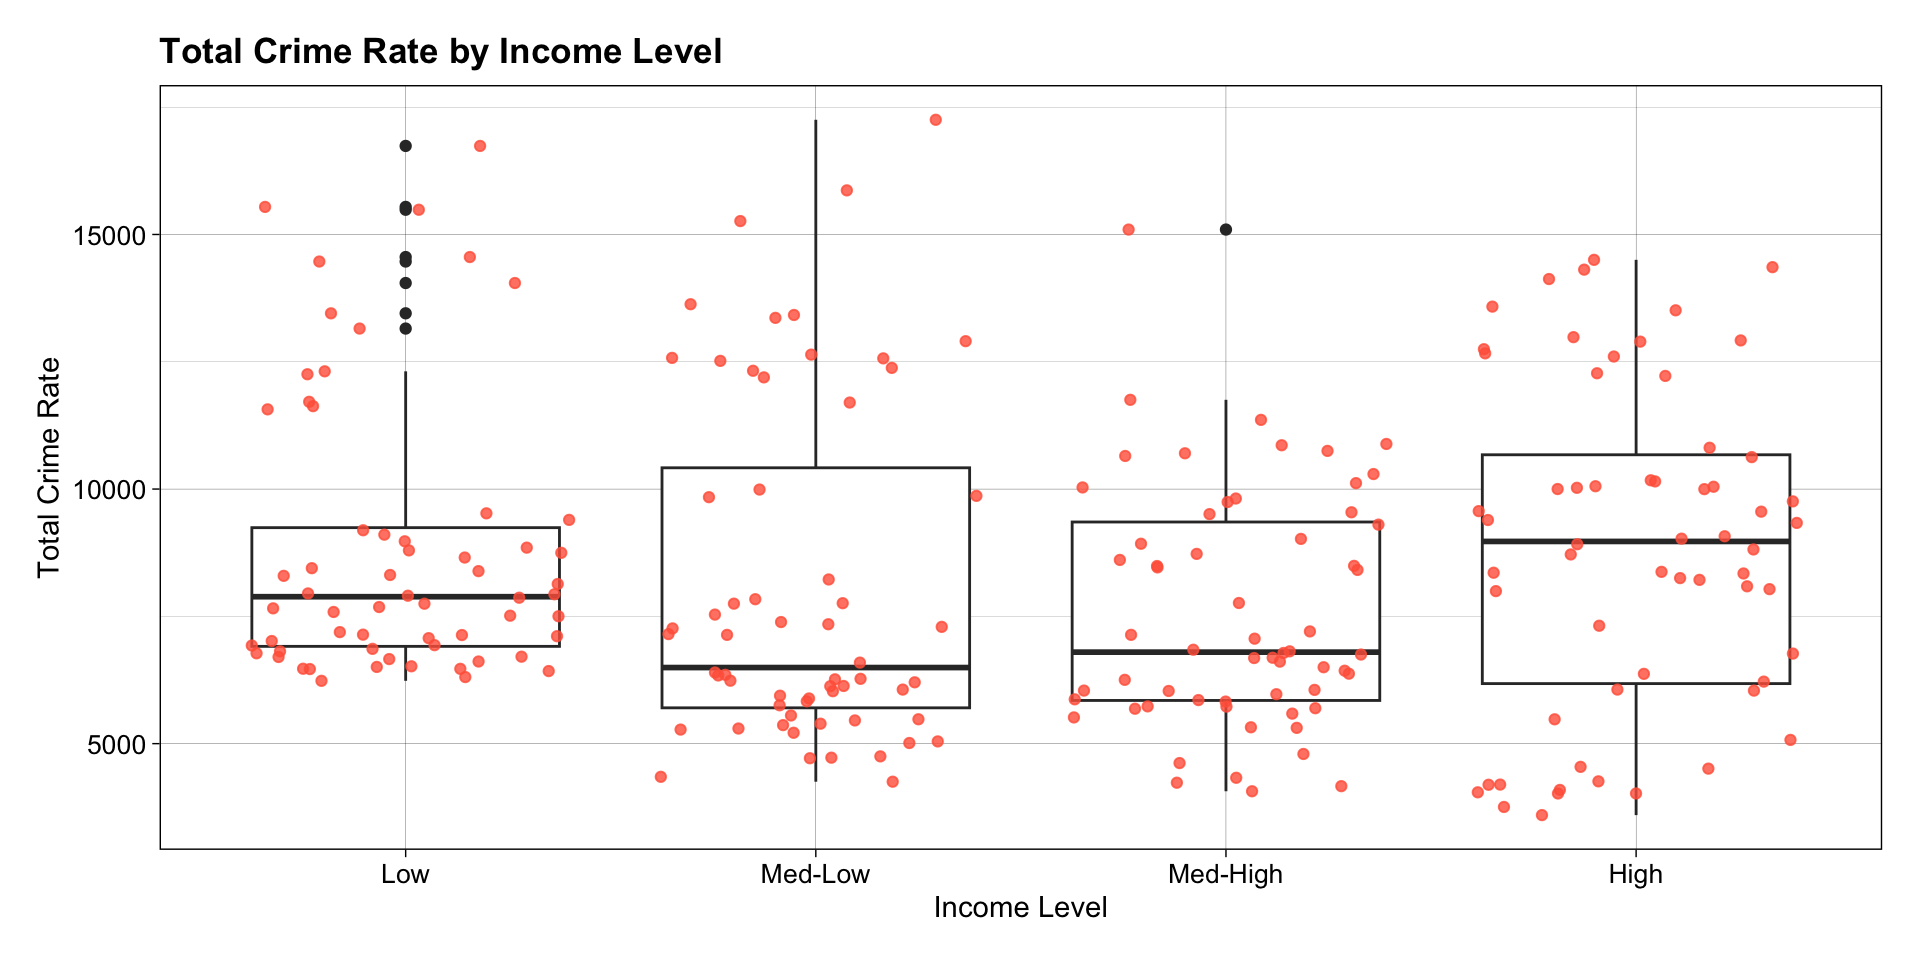 Total Crime Rate by Income Level
Total Crime Rate
15000
10000
5000
Low Med-Low Med-High High
Income Level